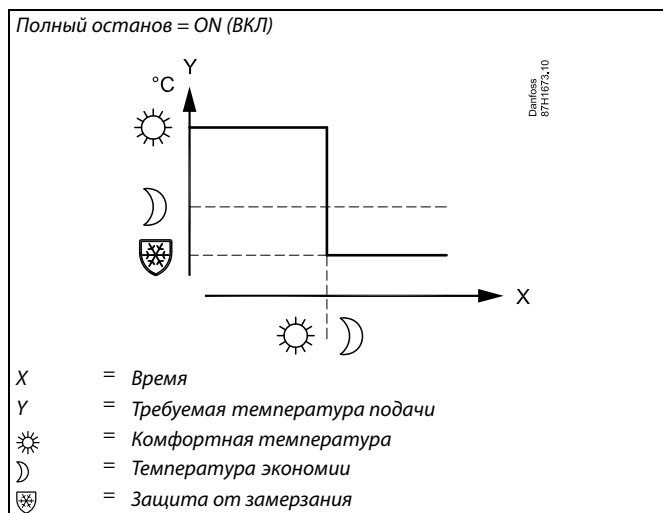 Полный останов = ON (ВКЛ)
Y
°C
Danfoss
87H1673.10
X
X = Время
Y = Требуемая температура подачи
= Комфортная температура
= Температура экономии
= Защита от замерзания